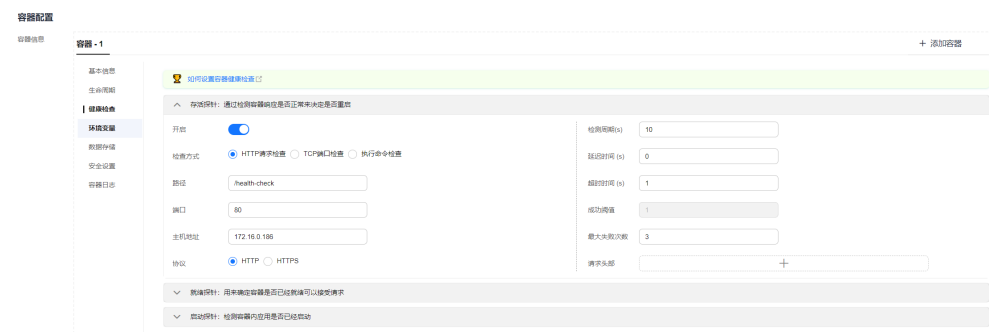 容器配置
容器信息
容器 - 1
+ 添加容器
基本信息
生命周期
健康检查
环境变量
数据存储
安全设置
容器日志
如何设置容器健康检查
存活探针：通过检测容器响应是否正常来决定是否重启
开启
检查方式
HTTP请求检查 TCP端口检查 执行命令检查
路径
/health-check
端口
80
主机地址
172.16.0.186
协议
HTTP HTTPS
检测周期(s)
10
延迟时间 (s)
0
超时时间 (s)
1
成功阈值
1
最大失败次数
3
请求头部
+
就绪探针：用来确定容器是否已经就绪可以接受请求
启动探针：检测容器内应用是否已经启动